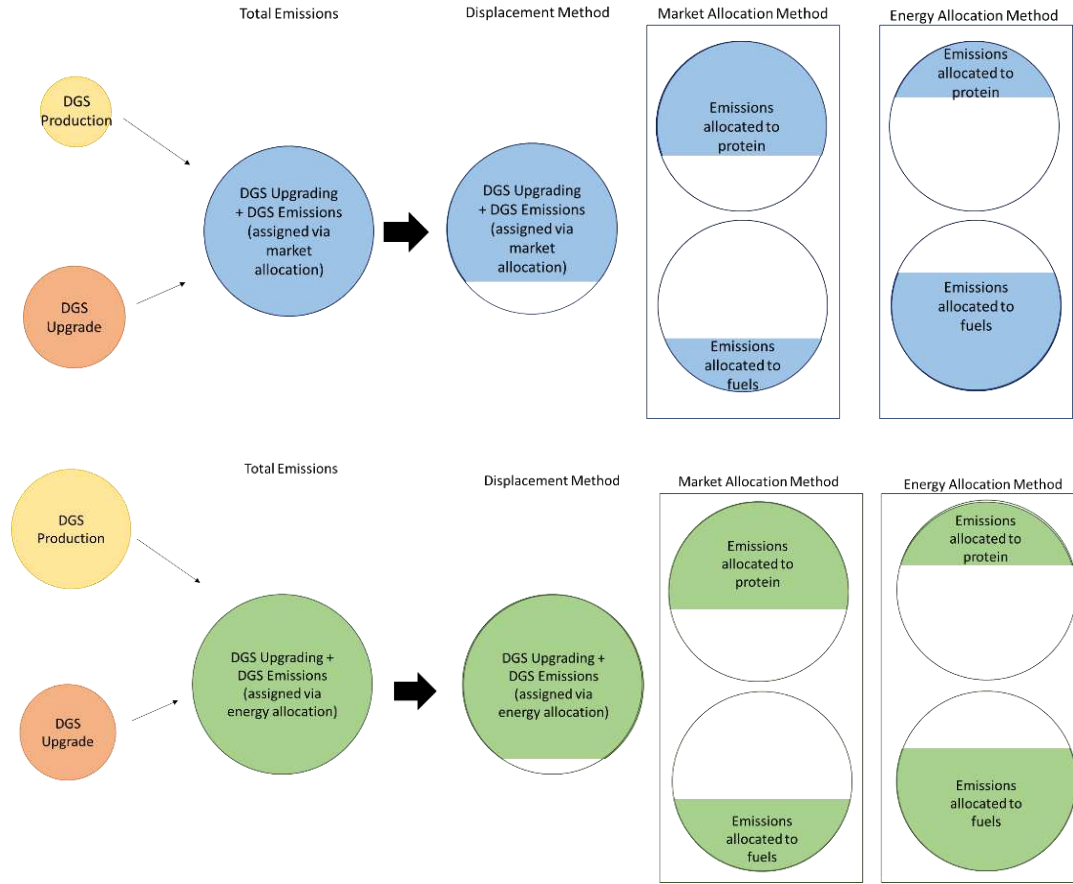 Total Emissions
Displacement Method
Market Allocation Method
Energy Allocation Method
DGS
Production
DGS
Upgrade
DGS Upgrading
+ DGS Emissions
(assigned via
market
allocation)
DGS Upgrading
+ DGS Emissions
(assigned via
market
allocation)
Emissions
allocated to
protein
Emissions
allocated to
fuels
Emissions
allocated to
protein
Emissions
allocated to
fuels
Total Emissions
Displacement Method
Market Allocation Method
Energy Allocation Method
DGS
Production
DGS
Upgrade
DGS Upgrading +
DGS Emissions
(assigned via
energy allocation)
DGS Upgrading +
DGS Emissions
(assigned via
energy allocation)
Emissions
allocated to
protein
Emissions
allocated to
fuels
Emissions
allocated to
protein
Emissions
allocated to
fuels